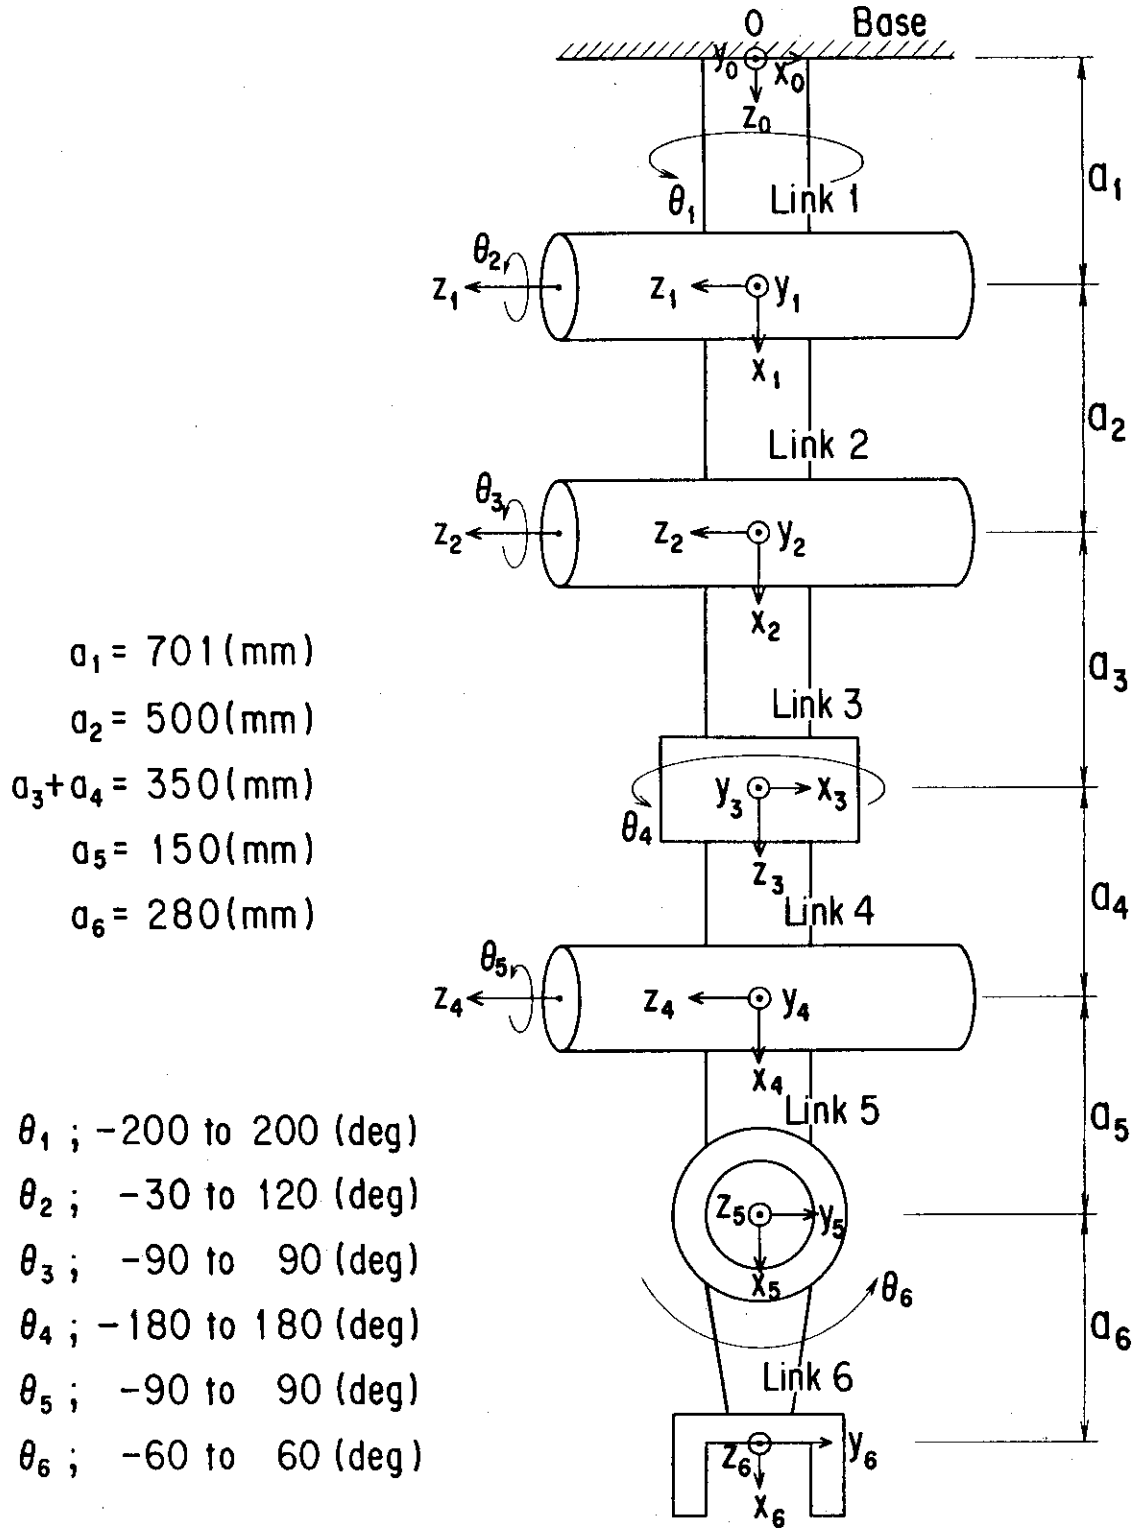 O Base
y₀ x₀
z₀
a₁
θ₁ Link 1
θ₂
z₁ z₁ y₁
x₁
a₂
Link 2
θ₃
z₂ z₂ y₂
x₂
a₁ = 701 (mm)
a₃
a₂ = 500 (mm)
Link 3
a₃+a₄ = 350 (mm)
y₃ x₃
θ₄
a₅ = 150 (mm)
z₃
a₆ = 280 (mm)
Link 4
a₄
θ₅
z₄ z₄ y₄
x₄
Link 5
a₅
θ₁ ; -200 to 200 (deg)
θ₂ ; -30 to 120 (deg)
z₅ y₅
θ₃ ; -90 to 90 (deg)
x₅ θ₆
θ₄ ; -180 to 180 (deg)
a₆
θ₅ ; -90 to 90 (deg)
Link 6
θ₆ ; -60 to 60 (deg)
z₆ y₆
x₆